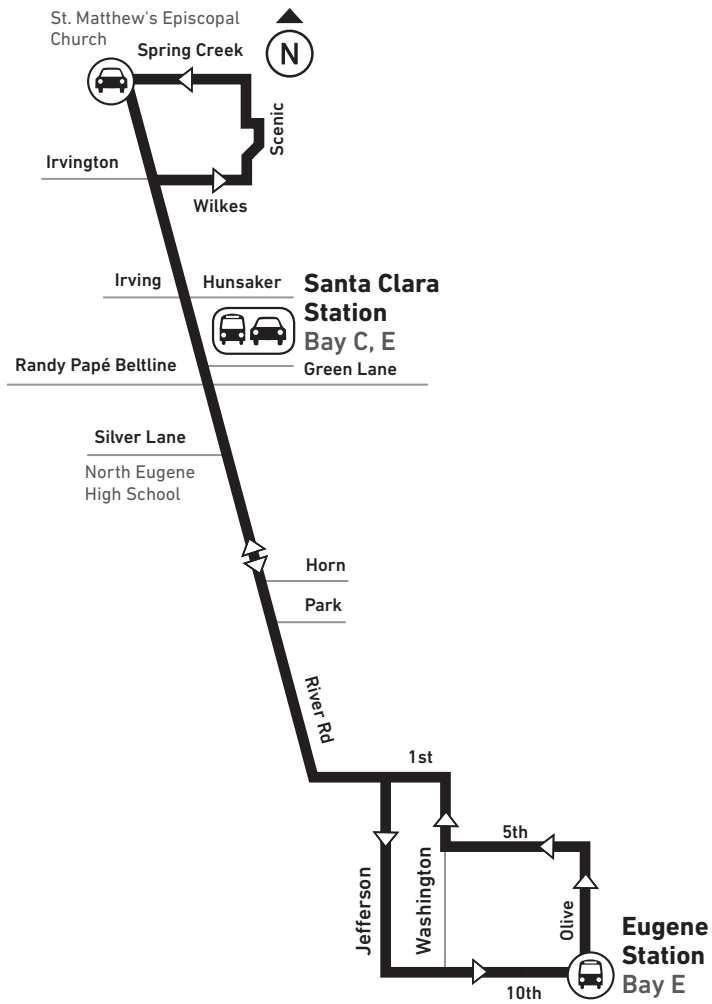 St. Matthew's Episcopal
Church
N
Spring Creek
Scenic
Irvington
Wilkes
Irving
Hunsaker
Santa Clara
Station
Bay C, E
Randy Papé Beltline
Green Lane
Silver Lane
North Eugene
High School
Horn
Park
River Rd
1st
5th
Jefferson
Washington
Olive
Eugene
Station
Bay E
10th